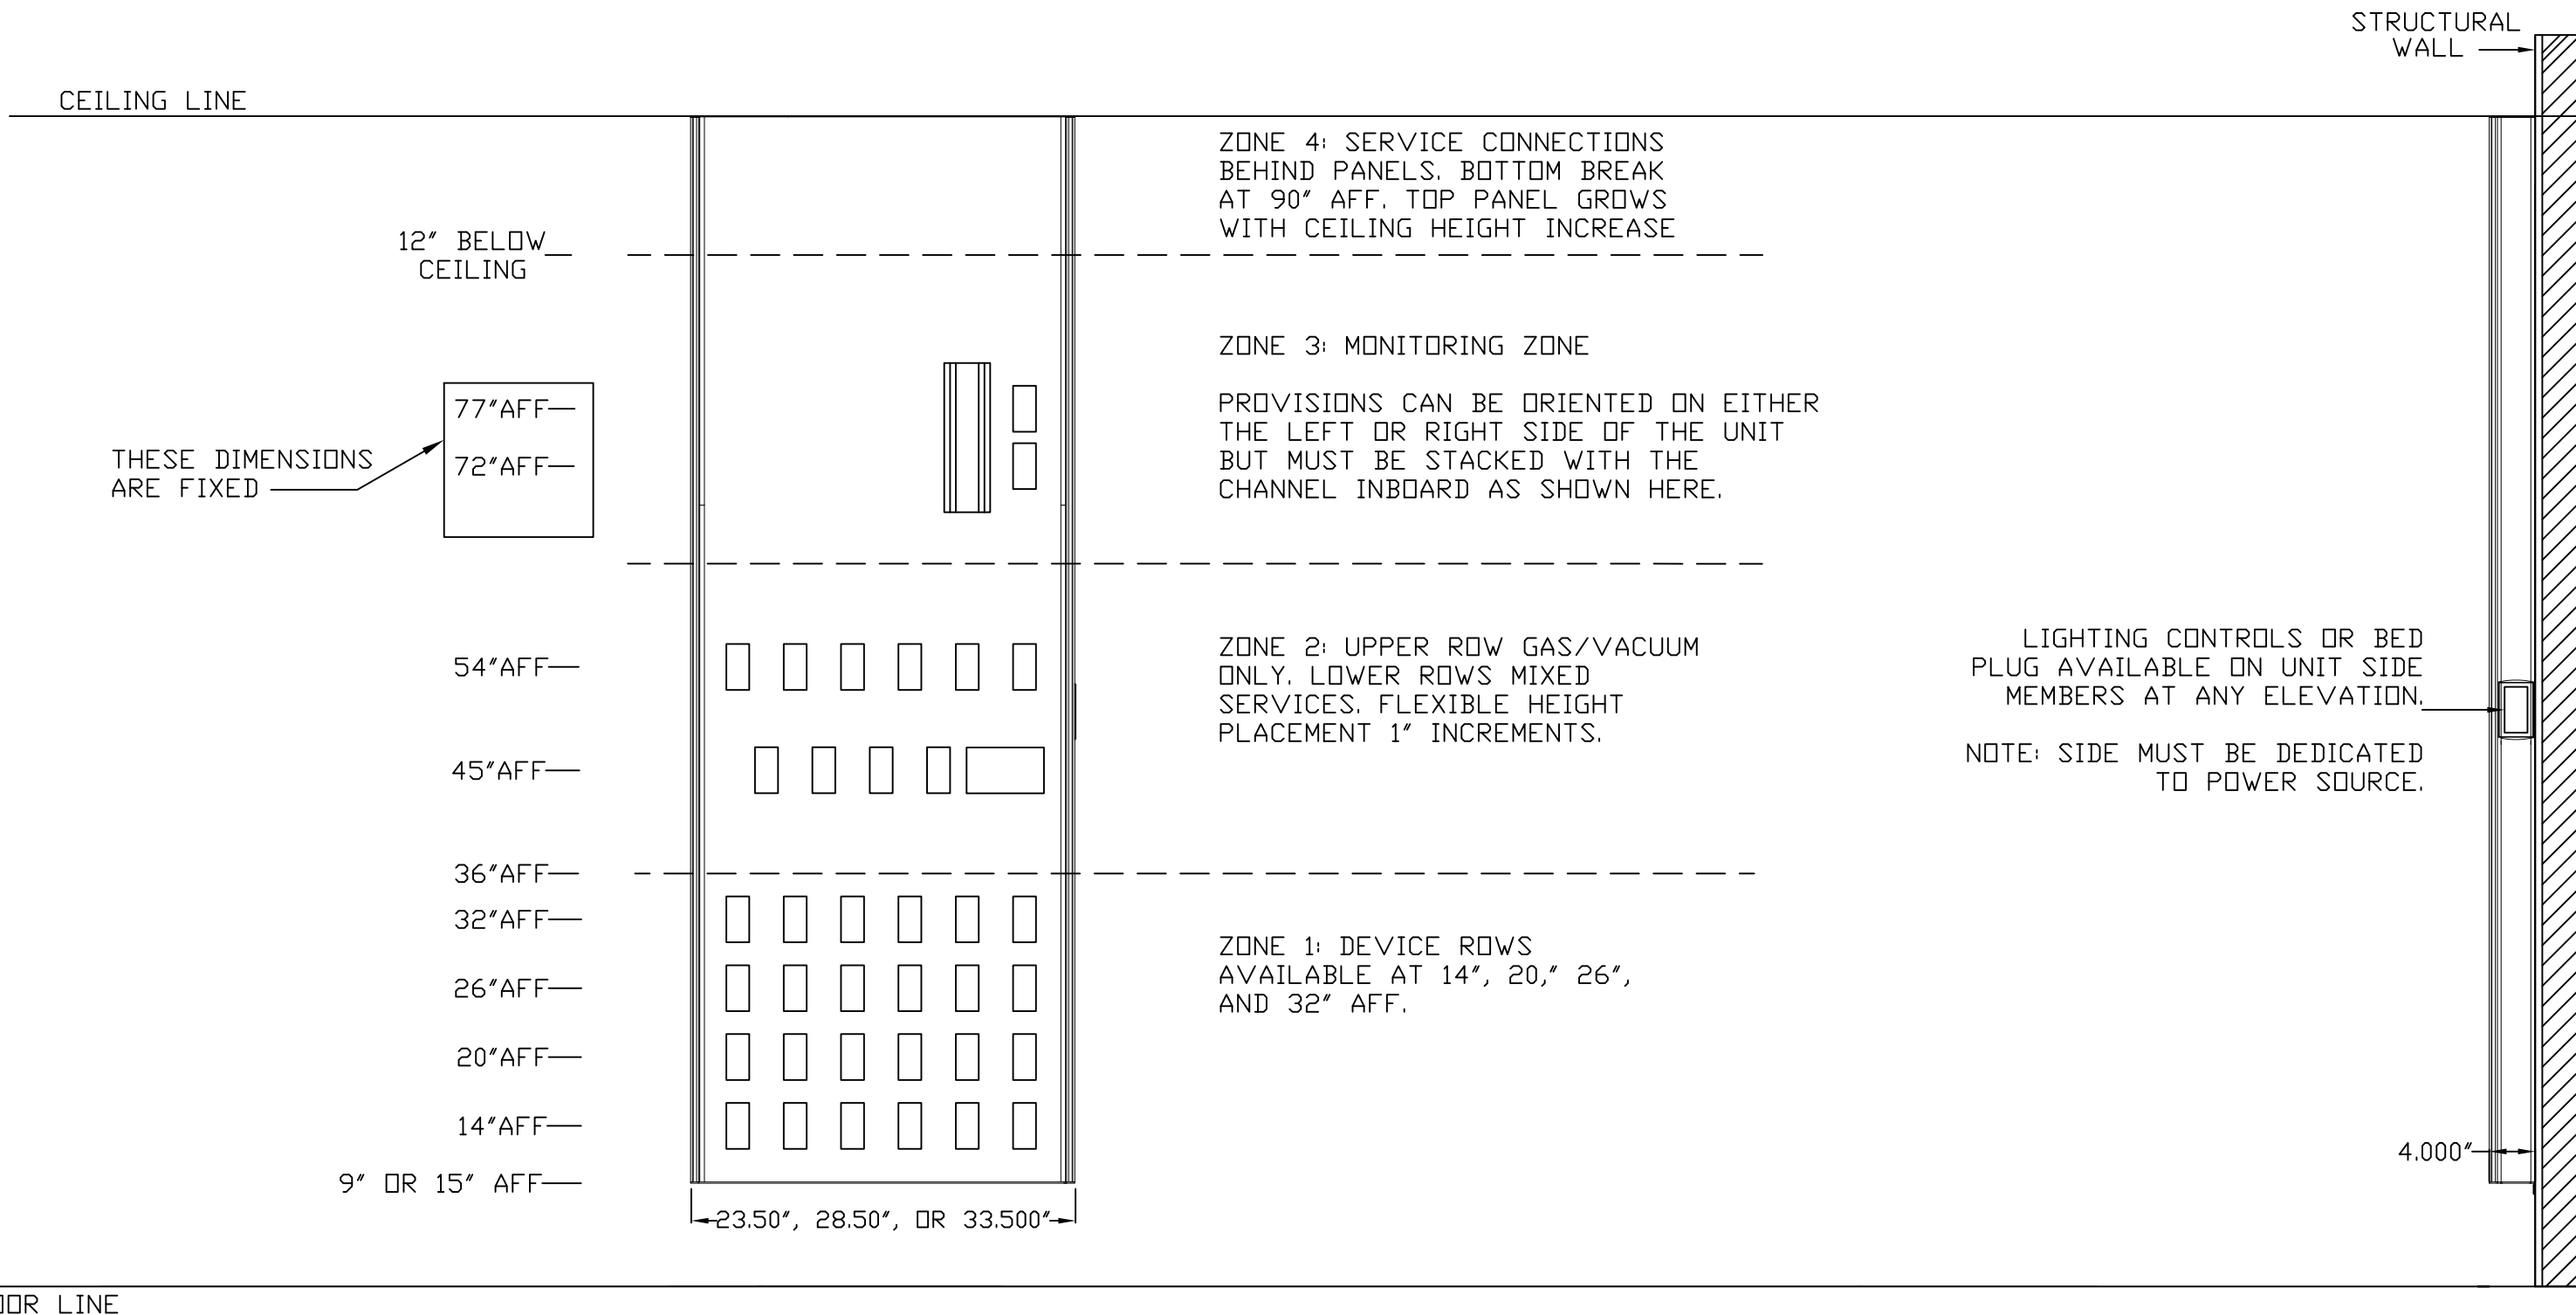 STRUCTURAL
WALL
CEILING LINE
ZONE 4: SERVICE CONNECTIONS
BEHIND PANELS. BOTTOM BREAK
AT 90" AFF. TOP PANEL GROWS
WITH CEILING HEIGHT INCREASE
12" BELOW
CEILING
ZONE 3: MONITORING ZONE
PROVISIONS CAN BE ORIENTED ON EITHER
THE LEFT OR RIGHT SIDE OF THE UNIT
BUT MUST BE STACKED WITH THE
CHANNEL INBOARD AS SHOWN HERE.
77"AFF
72"AFF
THESE DIMENSIONS
ARE FIXED
54"AFF
45"AFF
36"AFF
32"AFF
26"AFF
20"AFF
14"AFF
9" OR 15" AFF
ZONE 2: UPPER ROW GAS/VACUUM
ONLY. LOWER ROWS MIXED
SERVICES. FLEXIBLE HEIGHT
PLACEMENT 1" INCREMENTS.
LIGHTING CONTROLS OR BED
PLUG AVAILABLE ON UNIT SIDE
MEMBERS AT ANY ELEVATION.
NOTE: SIDE MUST BE DEDICATED
TO POWER SOURCE.
ZONE 1: DEVICE ROWS
AVAILABLE AT 14", 20," 26",
AND 32" AFF.
4.000"
23.50", 28.50", OR 33.500"
OOR LINE